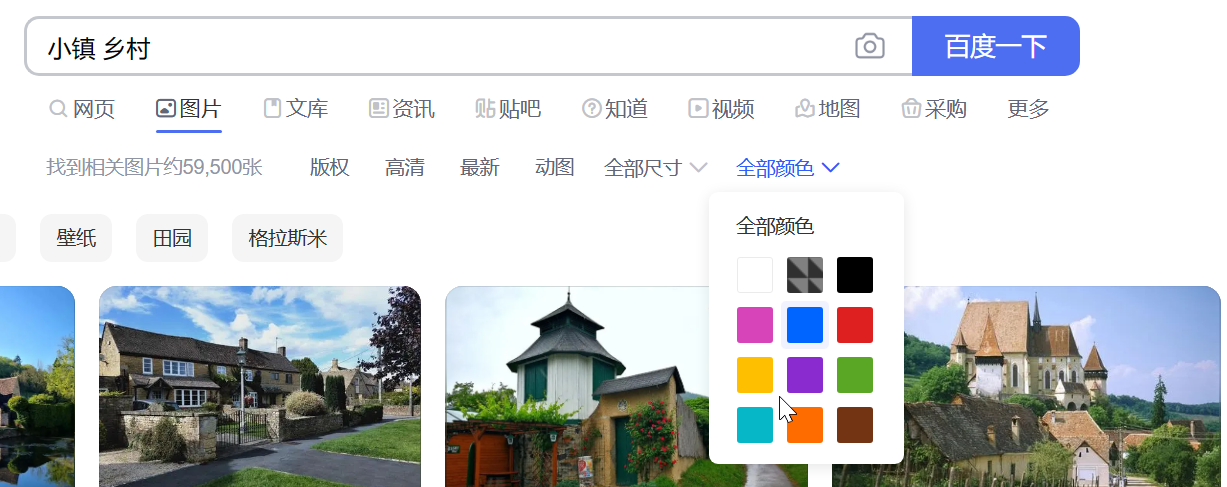 小镇 乡村 百度一下
网页 图片 文库 资讯 贴吧 知道 视频 地图 采购 更多
找到相关图片约59,500张 版权 高清 最新 动图 全部尺寸 全部颜色
全部颜色
壁纸 田园 格拉斯米